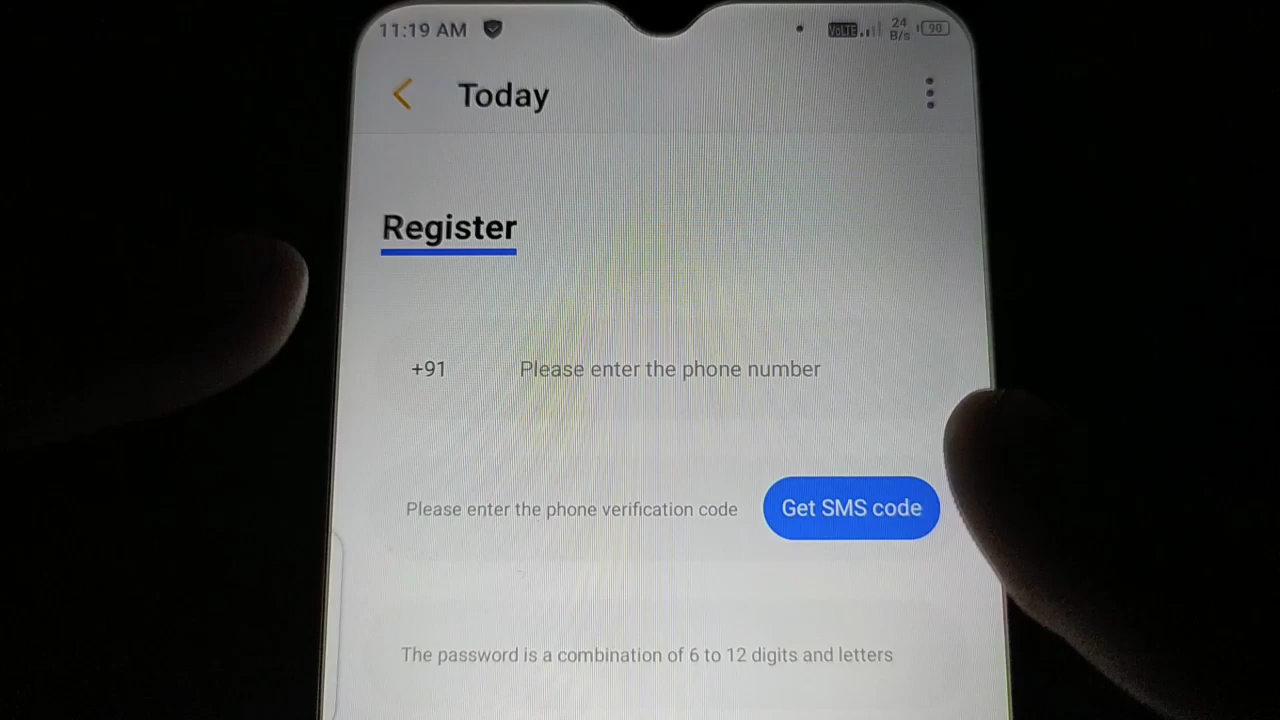 11:19 AM VoLTE 24 B/s 90
Today
Register
+91 Please enter the phone number
Please enter the phone verification code Get SMS code
The password is a combination of 6 to 12 digits and letters